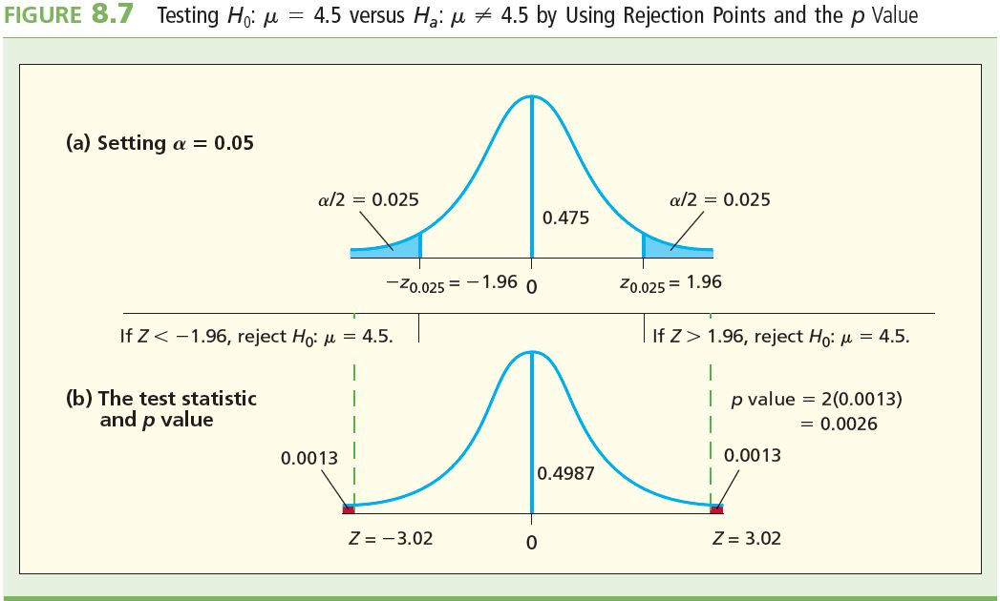 FIGURE 8.7 Testing H₀: μ = 4.5 versus Hₐ: μ ≠ 4.5 by Using Rejection Points and the p Value
(a) Setting α = 0.05
α/2 = 0.025
α/2 = 0.025
0.475
−z₀.₀₂₅ = −1.96
0
z₀.₀₂₅ = 1.96
If Z < −1.96, reject H₀: μ = 4.5.
If Z > 1.96, reject H₀: μ = 4.5.
(b) The test statistic
and p value
p value = 2(0.0013)
= 0.0026
0.0013
0.4987
0.0013
Z = −3.02
0
Z = 3.02